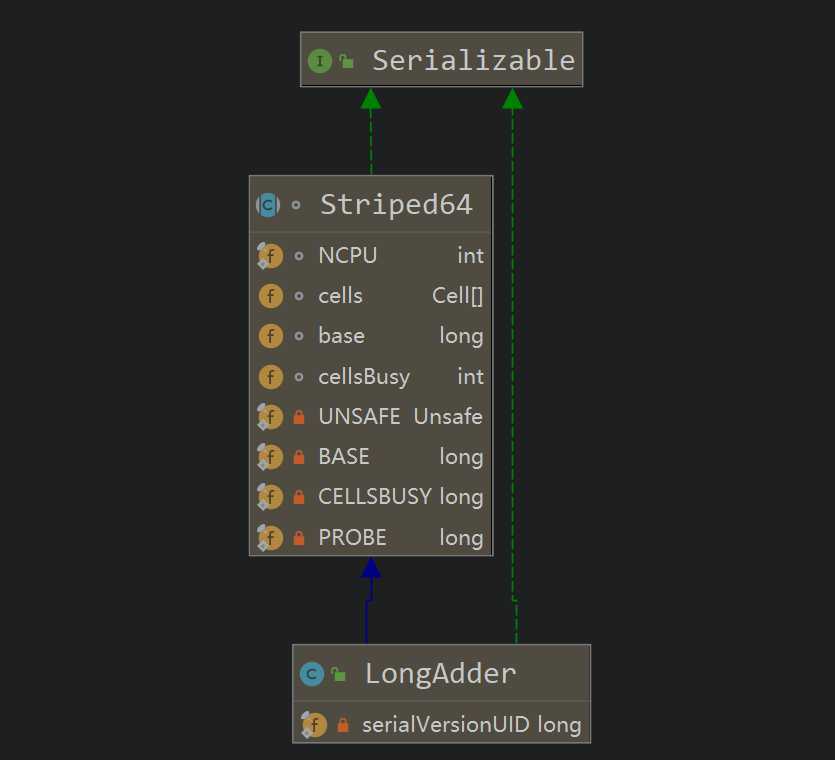 I Serializable
C Striped64
f NCPU int
f cells Cell[]
f base long
f cellsBusy int
f UNSAFE Unsafe
f BASE long
f CELLSBUSY long
f PROBE long
C LongAdder
f serialVersionUID long